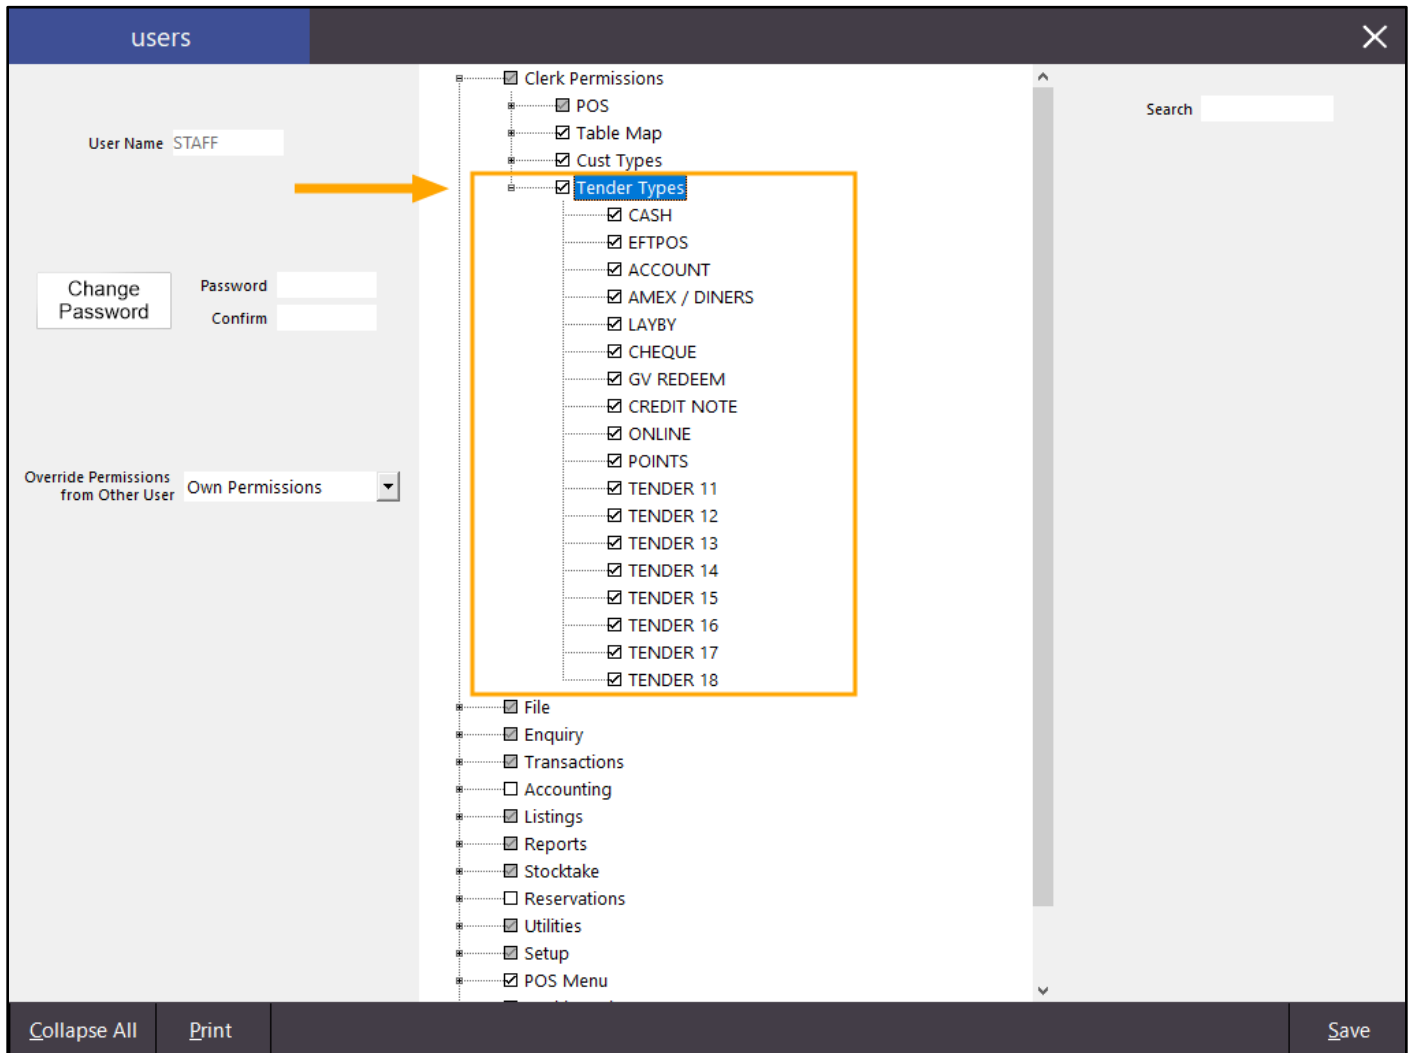 users
User Name STAFF
Change
Password
Password
Confirm
Override Permissions
from Other User
Own Permissions
Clerk Permissions
POS
Table Map
Cust Types
Tender Types
CASH
EFTPOS
ACCOUNT
AMEX / DINERS
LAYBY
CHEQUE
GV REDEEM
CREDIT NOTE
ONLINE
POINTS
TENDER 11
TENDER 12
TENDER 13
TENDER 14
TENDER 15
TENDER 16
TENDER 17
TENDER 18
File
Enquiry
Transactions
Accounting
Listings
Reports
Stocktake
Reservations
Utilities
Setup
POS Menu
Search
Collapse All
Print
Save